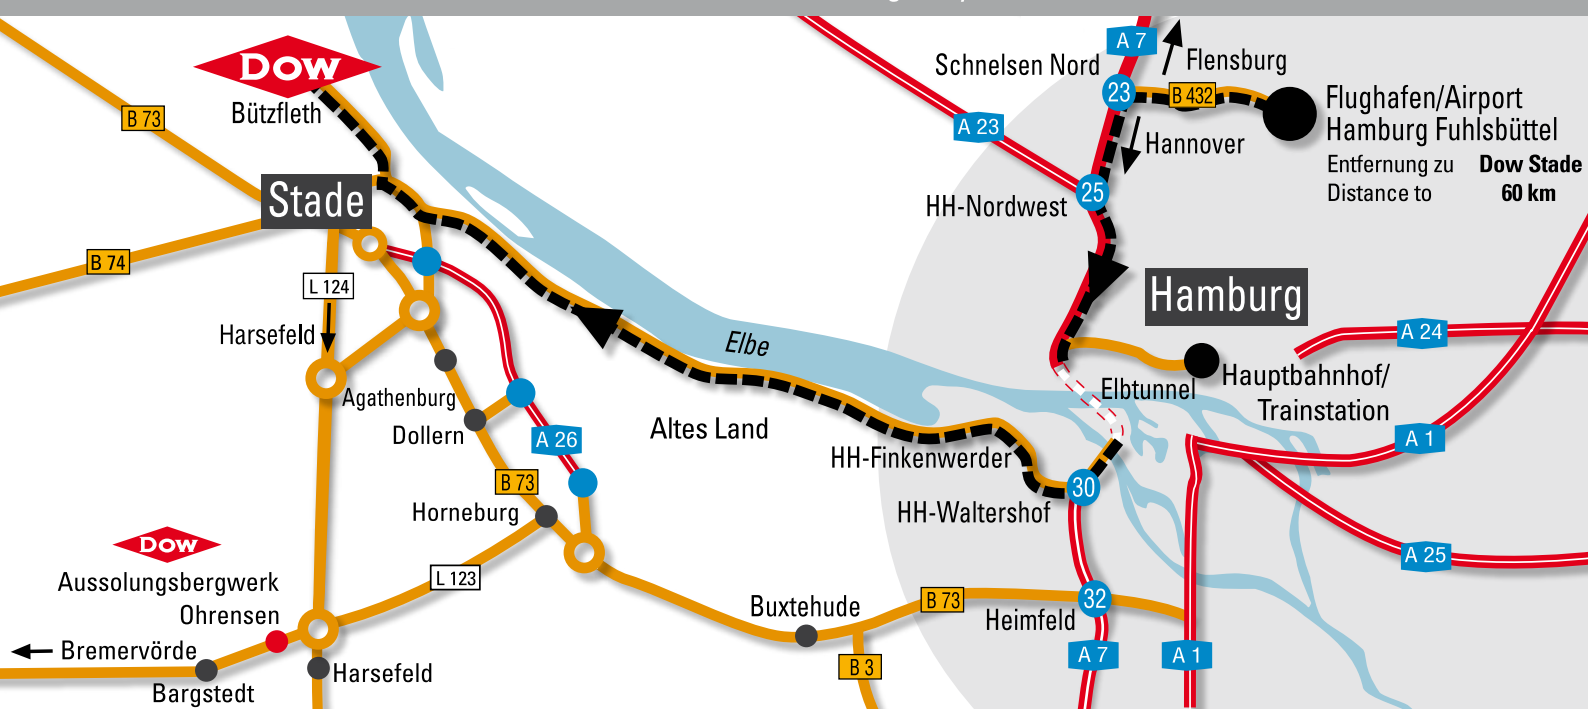 A 7
Flensburg
Schnelsen Nord
23
B 432
Flughafen/Airport
Hamburg Fuhlsbüttel
Entfernung zu Dow Stade
Distance to 60 km
Hannover
A 23
25
HH-Nordwest
Dow
Bützfleth
B 73
Stade
B 74
L 124
Harsefeld
Hamburg
A 24
Elbe
Elbtunnel
Hauptbahnhof/
Trainstation
A 1
Agathenburg
Dollern
A 26
Altes Land
HH-Finkenwerder
30
HH-Waltershof
B 73
Horneburg
L 123
A 25
Dow
Aussolungsbergwerk
Ohrensen
Bremervörde
Bargstedt
Harsefeld
Buxtehude
B 73
B 3
32
Heimfeld
A 7
A 1